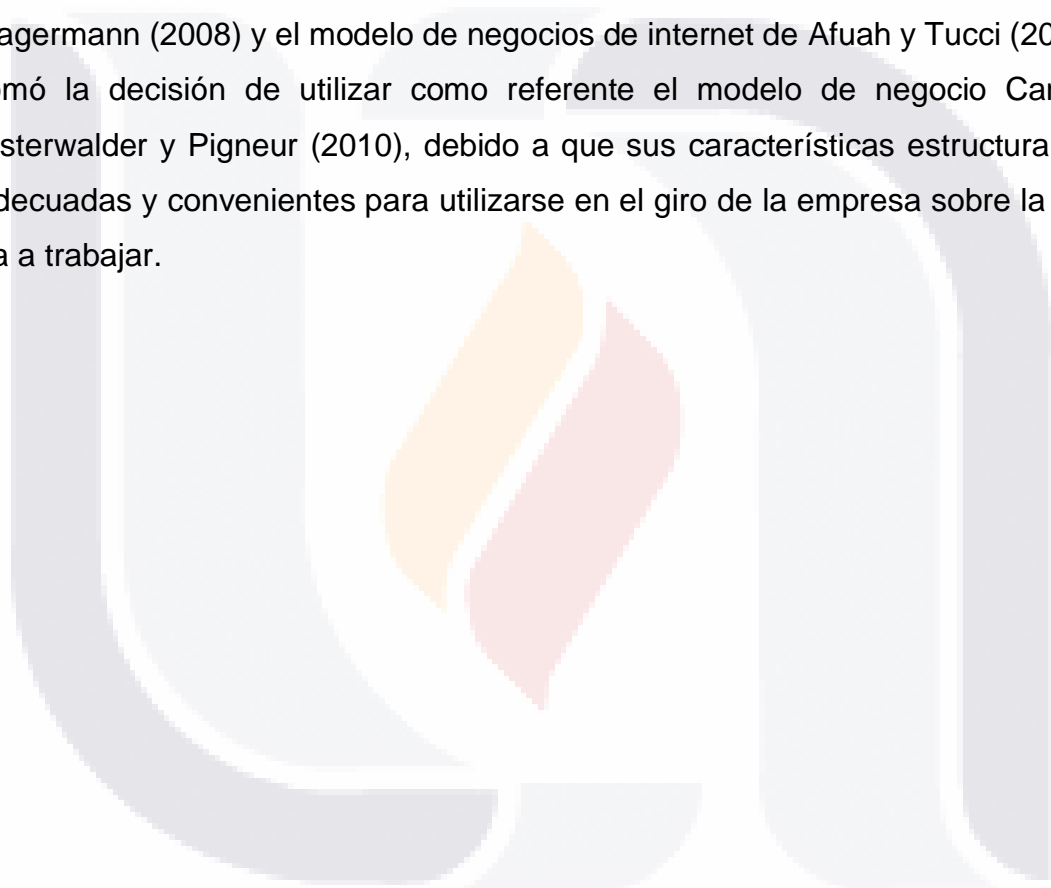 agermann (2008) y el modelo de negocios de internet de Afuah y Tucci (20
omó la decisión de utilizar como referente el modelo de negocio Ca
sterwalder y Pigneur (2010), debido a que sus características estructura
decuadas y convenientes para utilizarse en el giro de la empresa sobre la
a a trabajar.